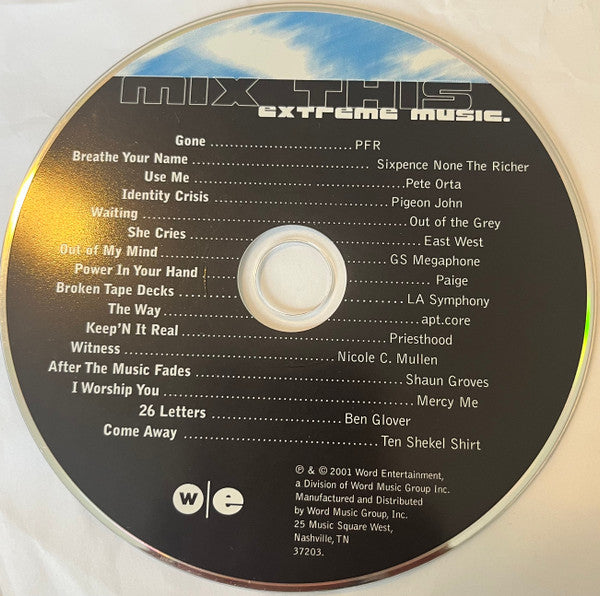 MIX THIS
EXTREME MUSIC.
Gone ............................ PFR
Breathe Your Name ................................... Sixpence None The Richer
Use Me ........................................... Pete Orta
Identity Crisis ................................... Pigeon John
Waiting ..................................................... Out of the Grey
She Cries ............................................... East West
Out of My Mind .............................................. GS Megaphone
Power In Your Hand .............................................. Paige
Broken Tape Decks ............................................. LA Symphony
The Way .................................................... apt.core
Keep'N It Real ......................................... Priesthood
Witness .......................................... Nicole C. Mullen
After The Music Fades ......................................... Shaun Groves
I Worship You ................................................... Mercy Me
26 Letters ........................... Ben Glover
Come Away ....................................... Ten Shekel Shirt
w|e
℗ & © 2001 Word Entertainment,
a Division of Word Music Group Inc.
Manufactured and Distributed
by Word Music Group, Inc.
25 Music Square West,
Nashville, TN
37203.